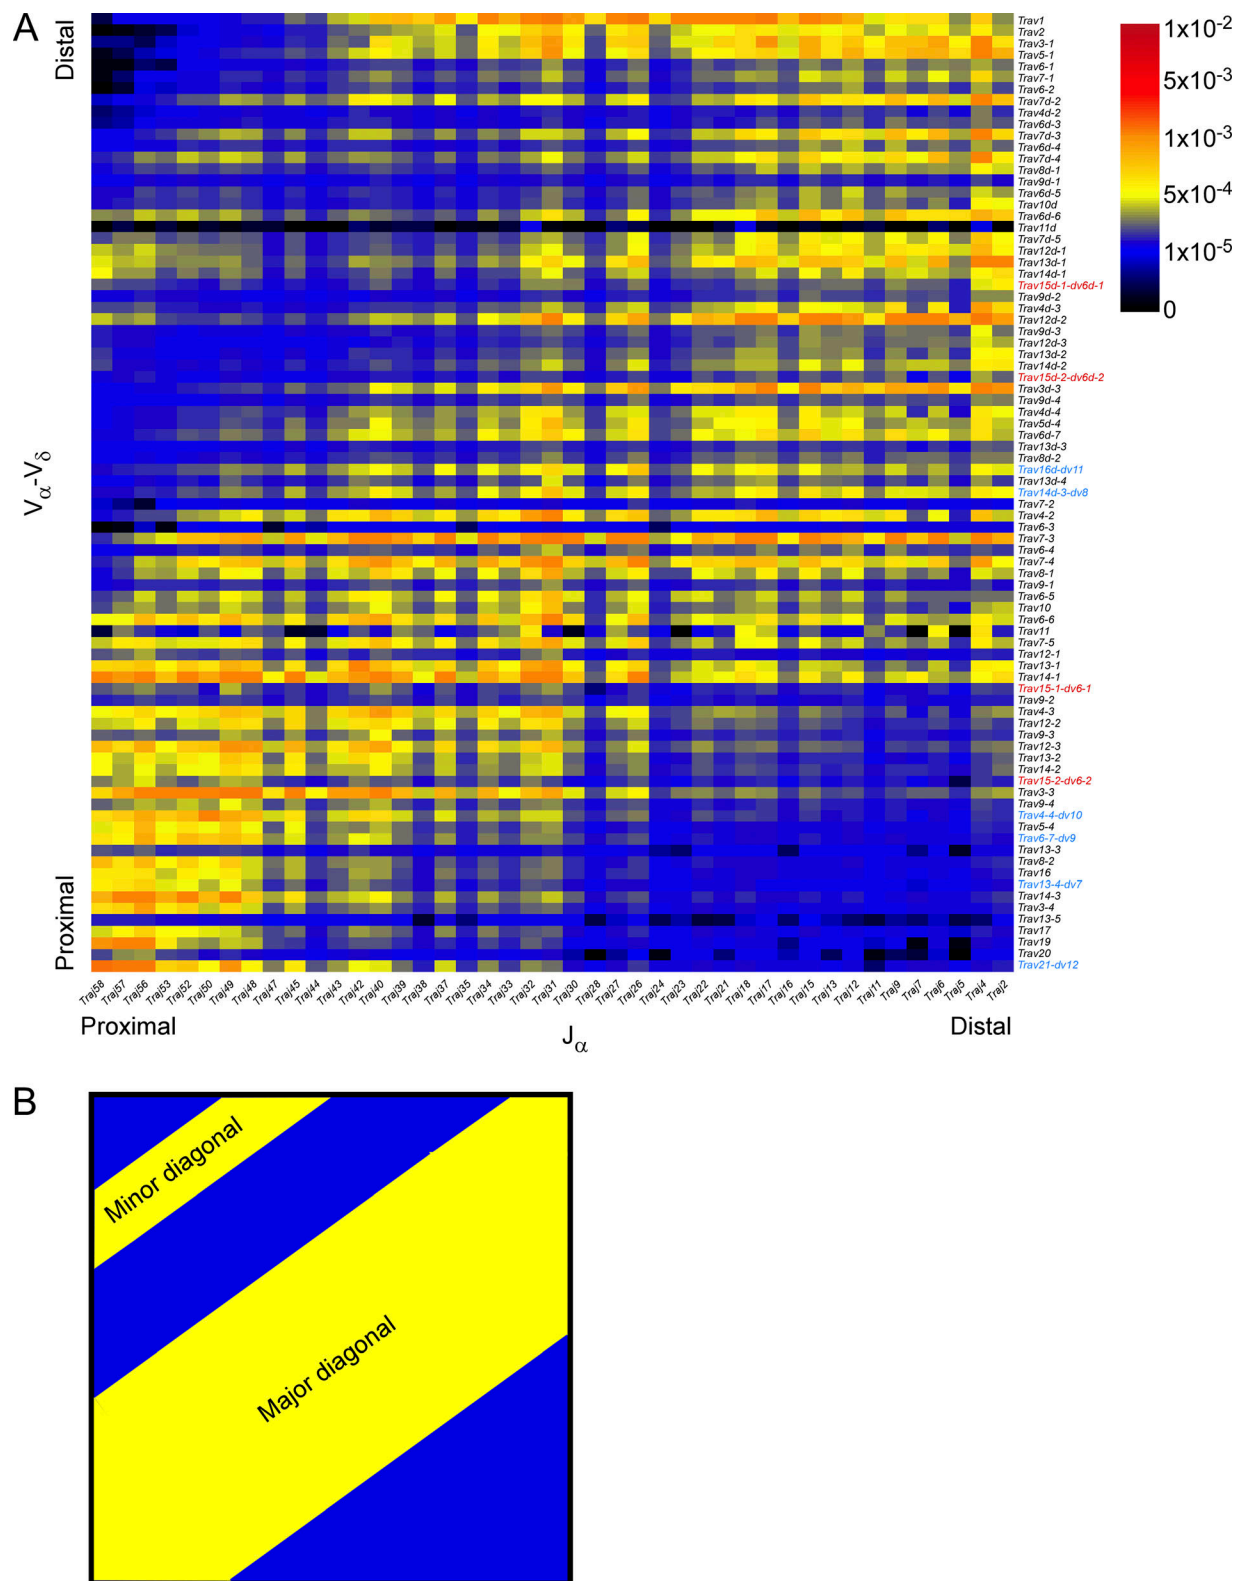 A
Distal
Proximal
Vα-Vδ
Trav1
Trav2
Trav3-1
Trav5-1
Trav6-1
Trav7-1
Trav6-2
Trav7d-2
Trav4d-2
Trav6d-3
Trav7d-3
Trav6d-4
Trav7d-4
Trav8d-1
Trav9d-1
Trav6d-5
Trav10d
Trav6d-6
Trav11d
Trav7d-5
Trav12d-1
Trav13d-1
Trav14d-1
Trav15d-1-dv6d-1
Trav9d-2
Trav4d-3
Trav12d-2
Trav9d-3
Trav12d-3
Trav13d-2
Trav14d-2
Trav15d-2-dv6d-2
Trav3d-3
Trav9d-4
Trav4d-4
Trav5d-4
Trav6d-7
Trav13d-3
Trav8d-2
Trav16d-dv11
Trav13d-4
Trav14d-3-dv8
Trav7-2
Trav4-2
Trav6-3
Trav7-3
Trav6-4
Trav7-4
Trav8-1
Trav9-1
Trav6-5
Trav10
Trav6-6
Trav11
Trav7-5
Trav12-1
Trav13-1
Trav14-1
Trav15-1-dv6-1
Trav9-2
Trav4-3
Trav12-2
Trav9-3
Trav12-3
Trav13-2
Trav14-2
Trav15-2-dv6-2
Trav3-3
Trav9-4
Trav4-4-dv10
Trav5-4
Trav6-7-dv9
Trav13-3
Trav8-2
Trav16
Trav13-4-dv7
Trav14-3
Trav3-4
Trav13-5
Trav17
Trav19
Trav20
Trav21-dv12
1x10-2
5x10-3
1x10-3
5x10-4
1x10-5
0
Traj58 Traj57 Traj56 Traj53 Traj52 Traj50 Traj49 Traj48 Traj47 Traj45 Traj44 Traj43 Traj42 Traj40 Traj39 Traj38 Traj37 Traj35 Traj34 Traj33 Traj32 Traj31 Traj30 Traj28 Traj27 Traj26 Traj24 Traj23 Traj22 Traj21 Traj18 Traj17 Traj16 Traj15 Traj13 Traj12 Traj11 Traj9 Traj7 Traj6 Traj5 Traj4 Traj2
Proximal Jα Distal
B
Minor diagonal
Major diagonal